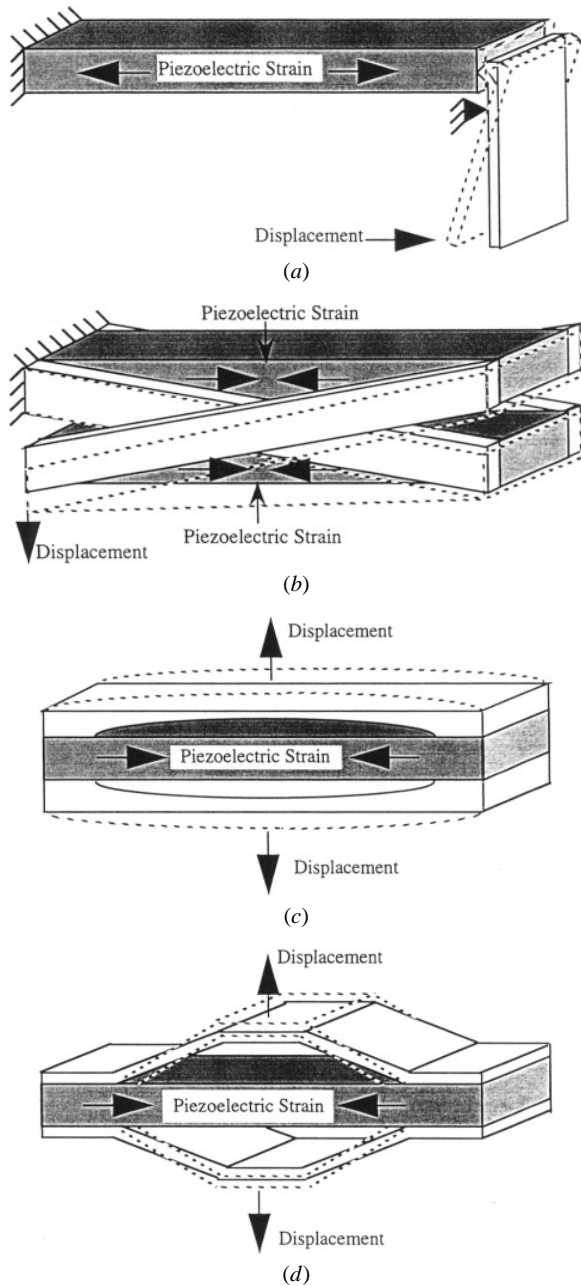 Piezoelectric Strain
Displacement
(a)
Piezoelectric Strain
Displacement
Piezoelectric Strain
(b)
Displacement
Piezoelectric Strain
Displacement
(c)
Displacement
Piezoelectric Strain
Displacement
(d)